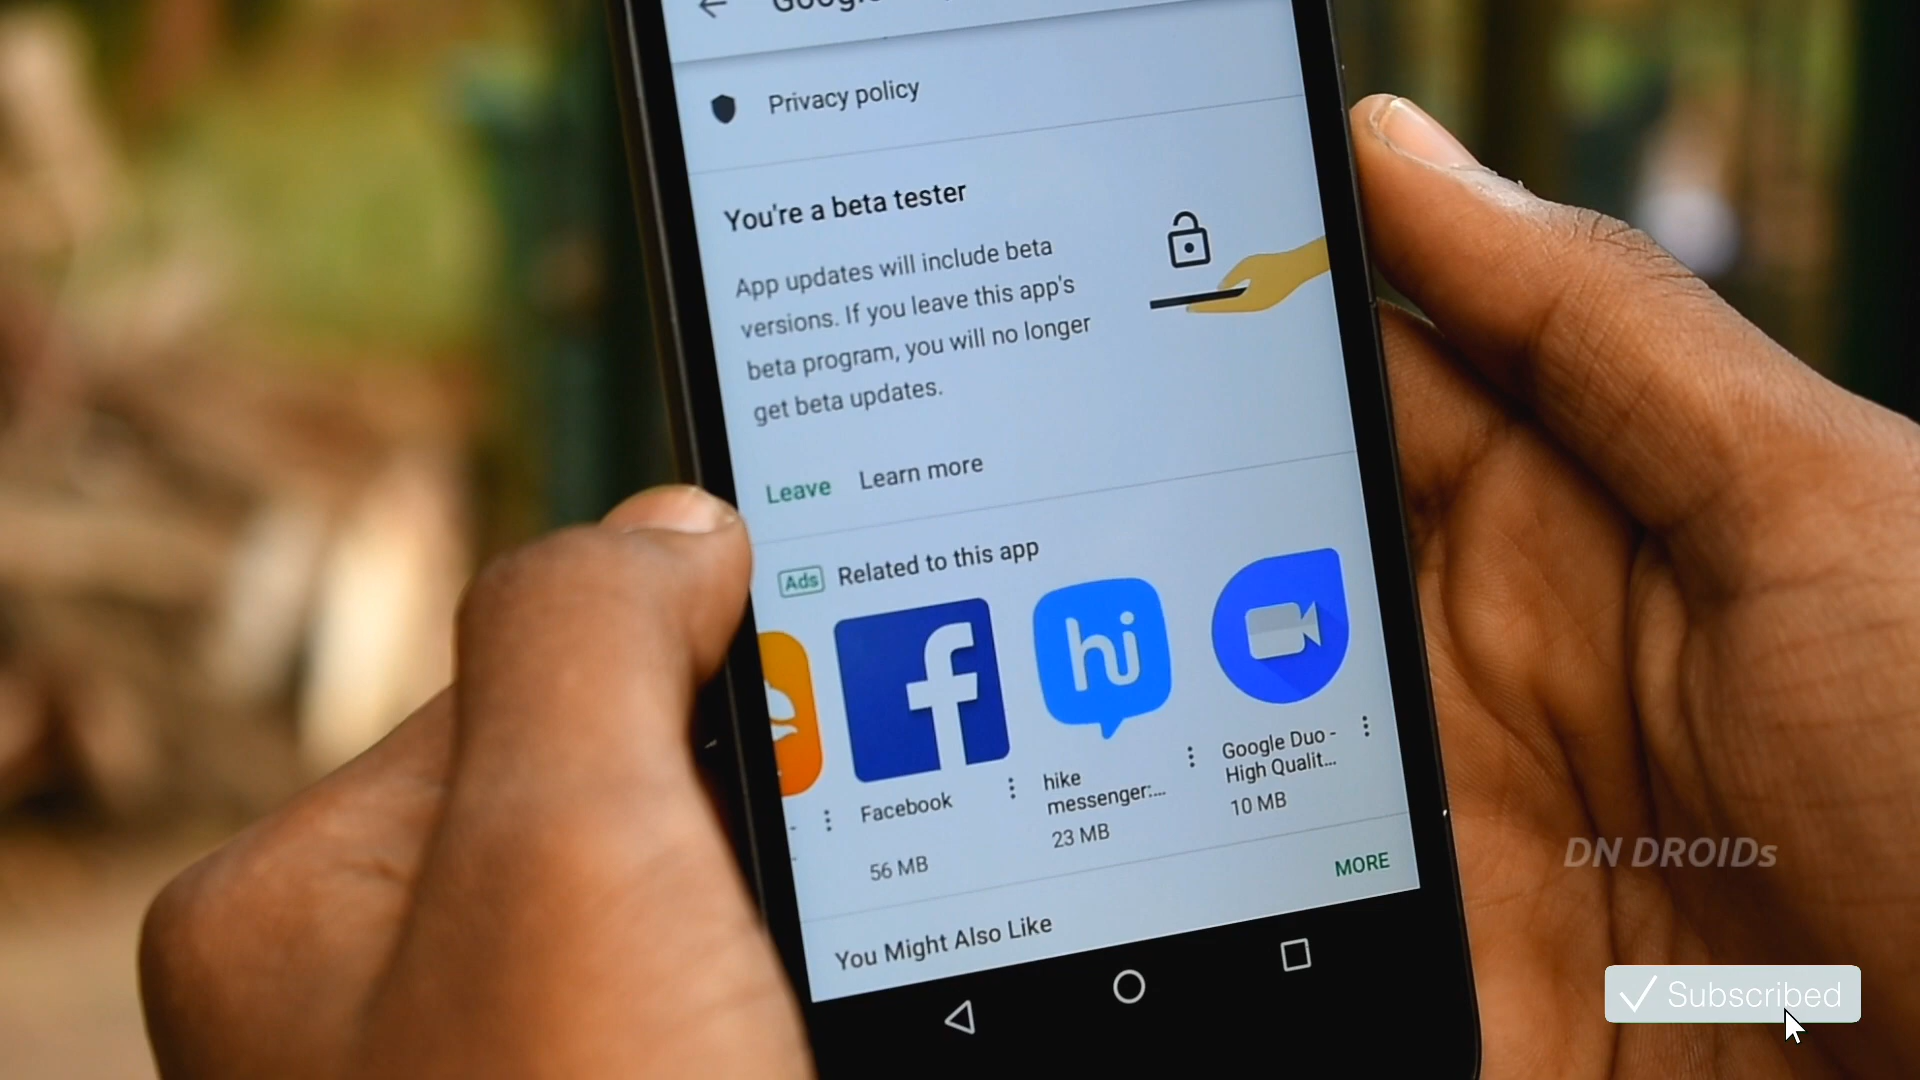 Privacy policy
You're a beta tester
App updates will include beta
versions. If you leave this app's
beta program, you will no longer
get beta updates.
Leave Learn more
Ads Related to this app
f
hi
Facebook
56 MB
hike
messenger:...
23 MB
Google Duo -
High Qualit...
10 MB
MORE
You Might Also Like
DN DROIDs
Subscribed